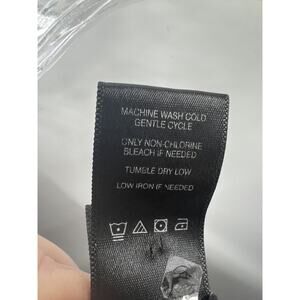 MACHINE WASH COLD
GENTLE CYCLE
ONLY NON-CHLORINE
BLEACH IF NEEDED
TUMBLE DRY LOW
LOW IRON IF NEEDED